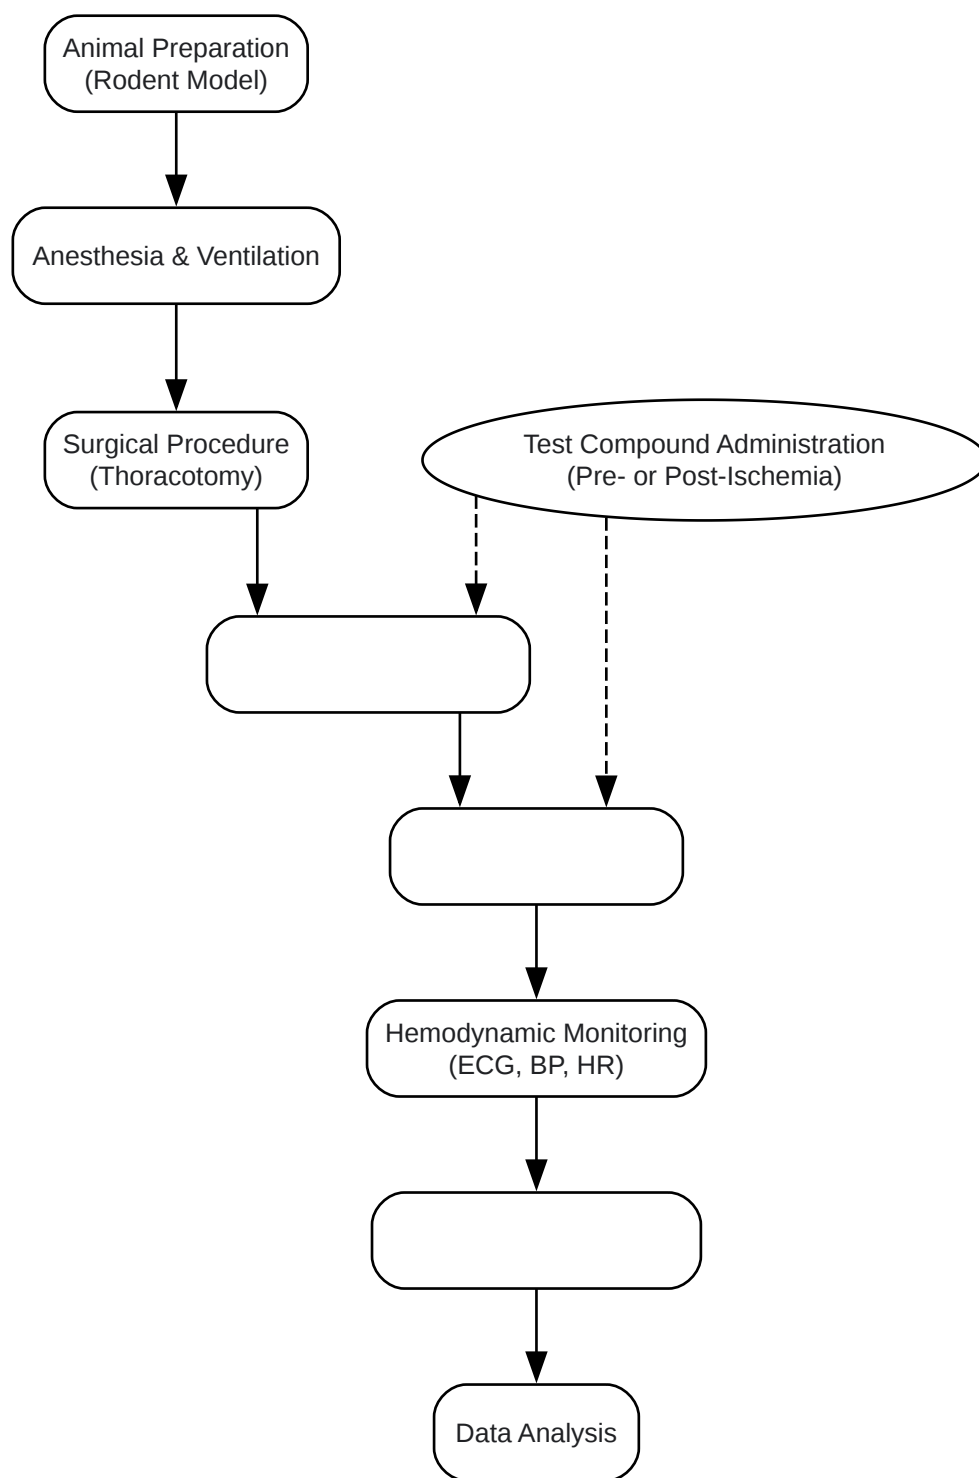 Animal Preparation
(Rodent Model)
Anesthesia & Ventilation
Surgical Procedure
(Thoracotomy)
Test Compound Administration
(Pre- or Post-Ischemia)
Hemodynamic Monitoring
(ECG, BP, HR)
Data Analysis